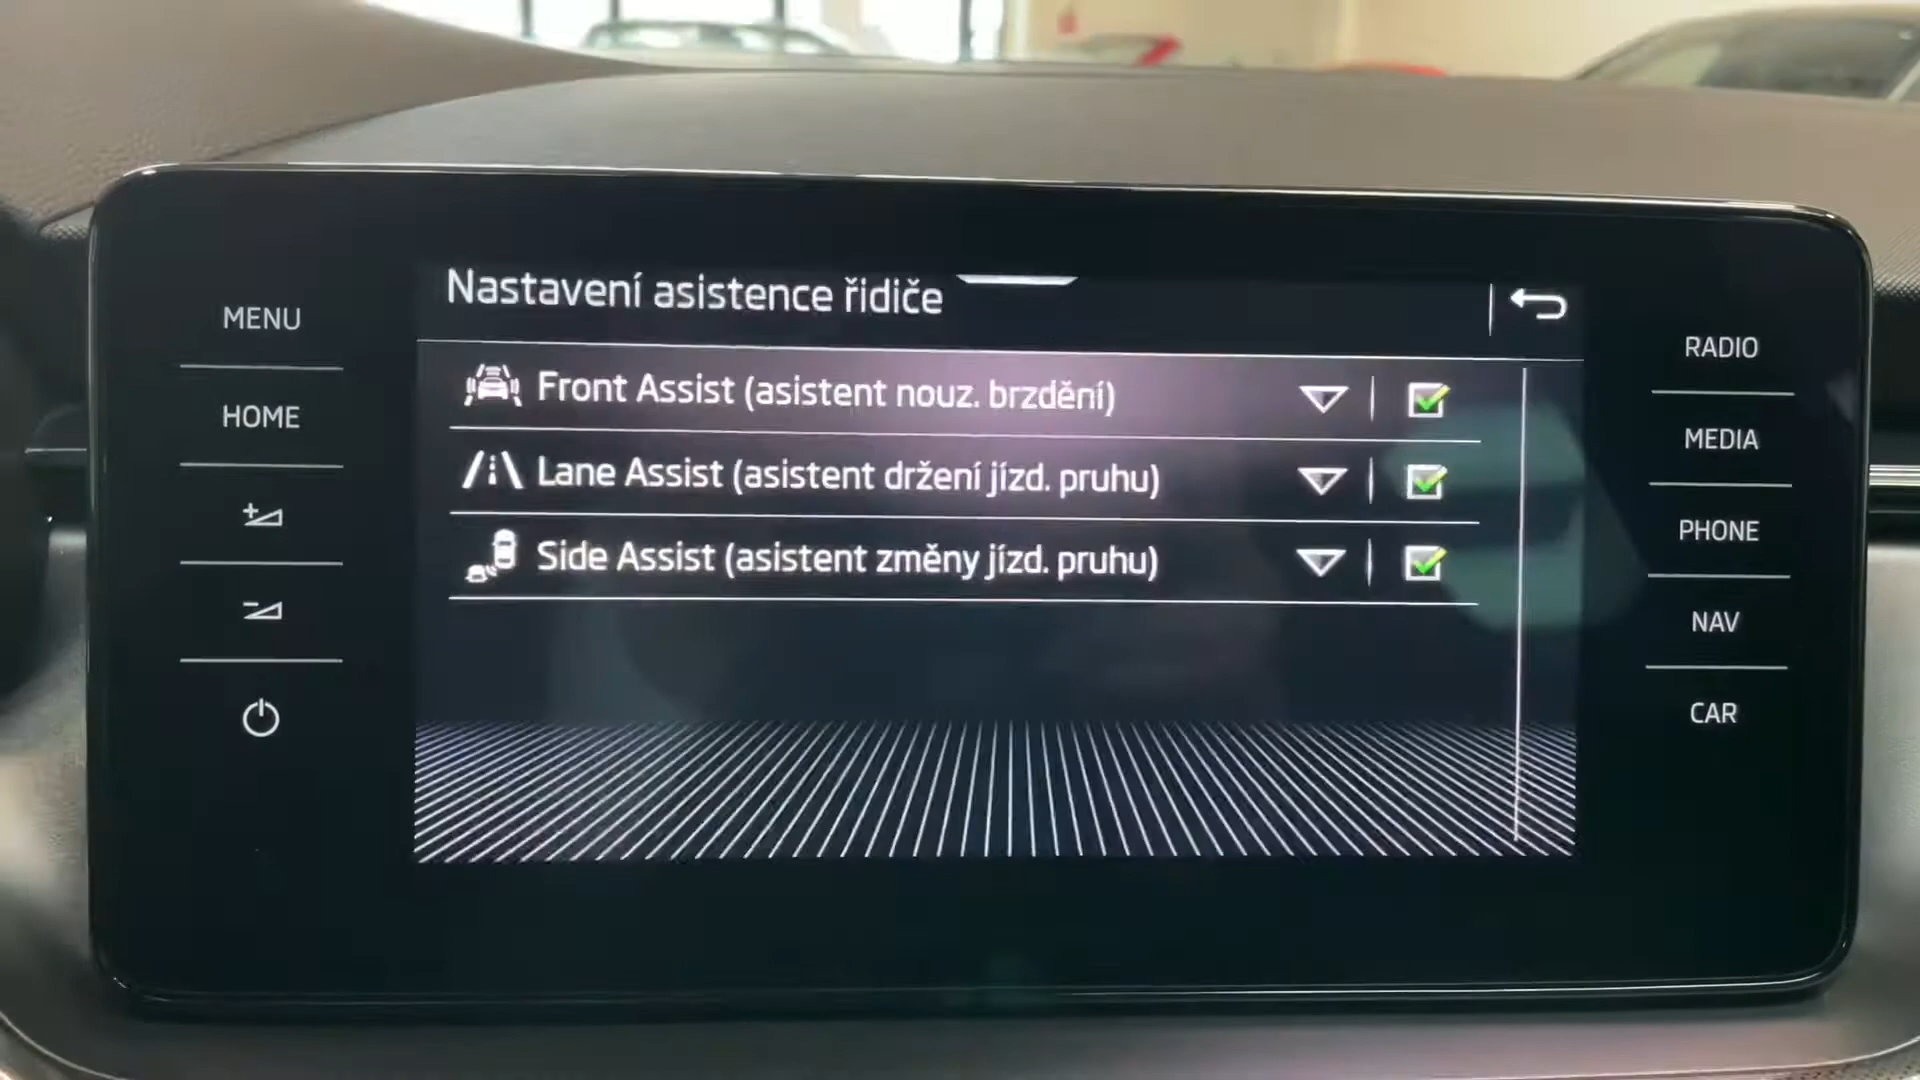 MENU
HOME
Nastavení asistence řidiče
Front Assist (asistent nouz. brzdění)
Lane Assist (asistent držení jízd. pruhu)
Side Assist (asistent změny jízd. pruhu)
RADIO
MEDIA
PHONE
NAV
CAR